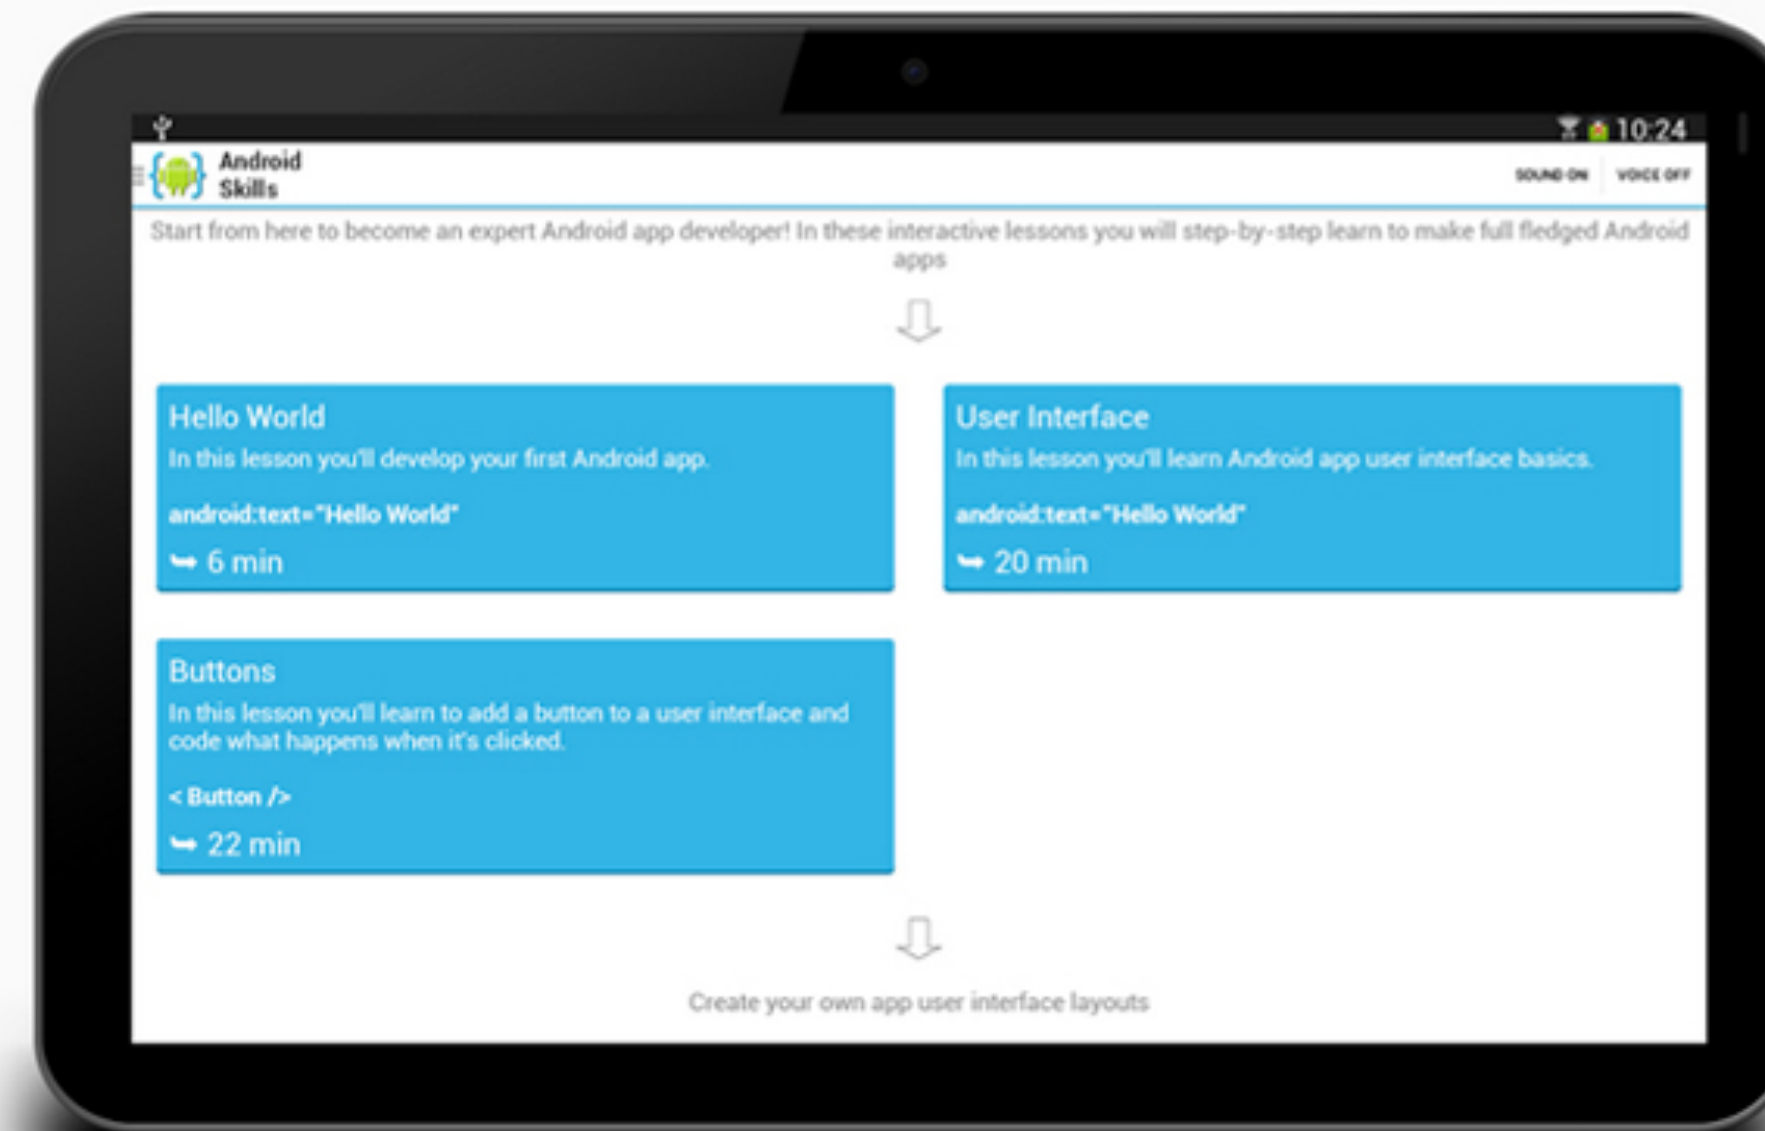 10:24
Android
Skills
SOUND ON VOICE OFF
Start from here to become an expert Android app developer! In these interactive lessons you will step-by-step learn to make full fledged Android
apps
Hello World
In this lesson you'll develop your first Android app.
android:text="Hello World"
6 min
User Interface
In this lesson you'll learn Android app user interface basics.
android:text="Hello World"
20 min
Buttons
In this lesson you'll learn to add a button to a user interface and
code what happens when it's clicked.
< Button />
22 min
Create your own app user interface layouts